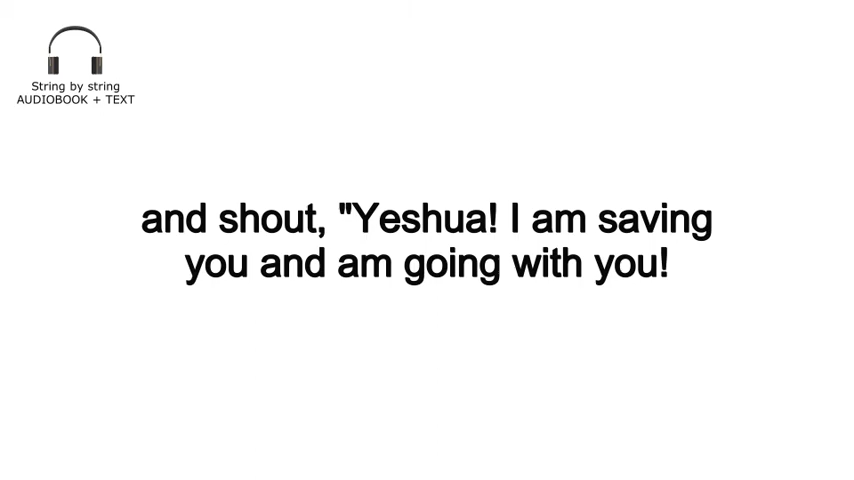 String by string
AUDIOBOOK + TEXT
and shout, "Yeshua! I am saving
you and am going with you!